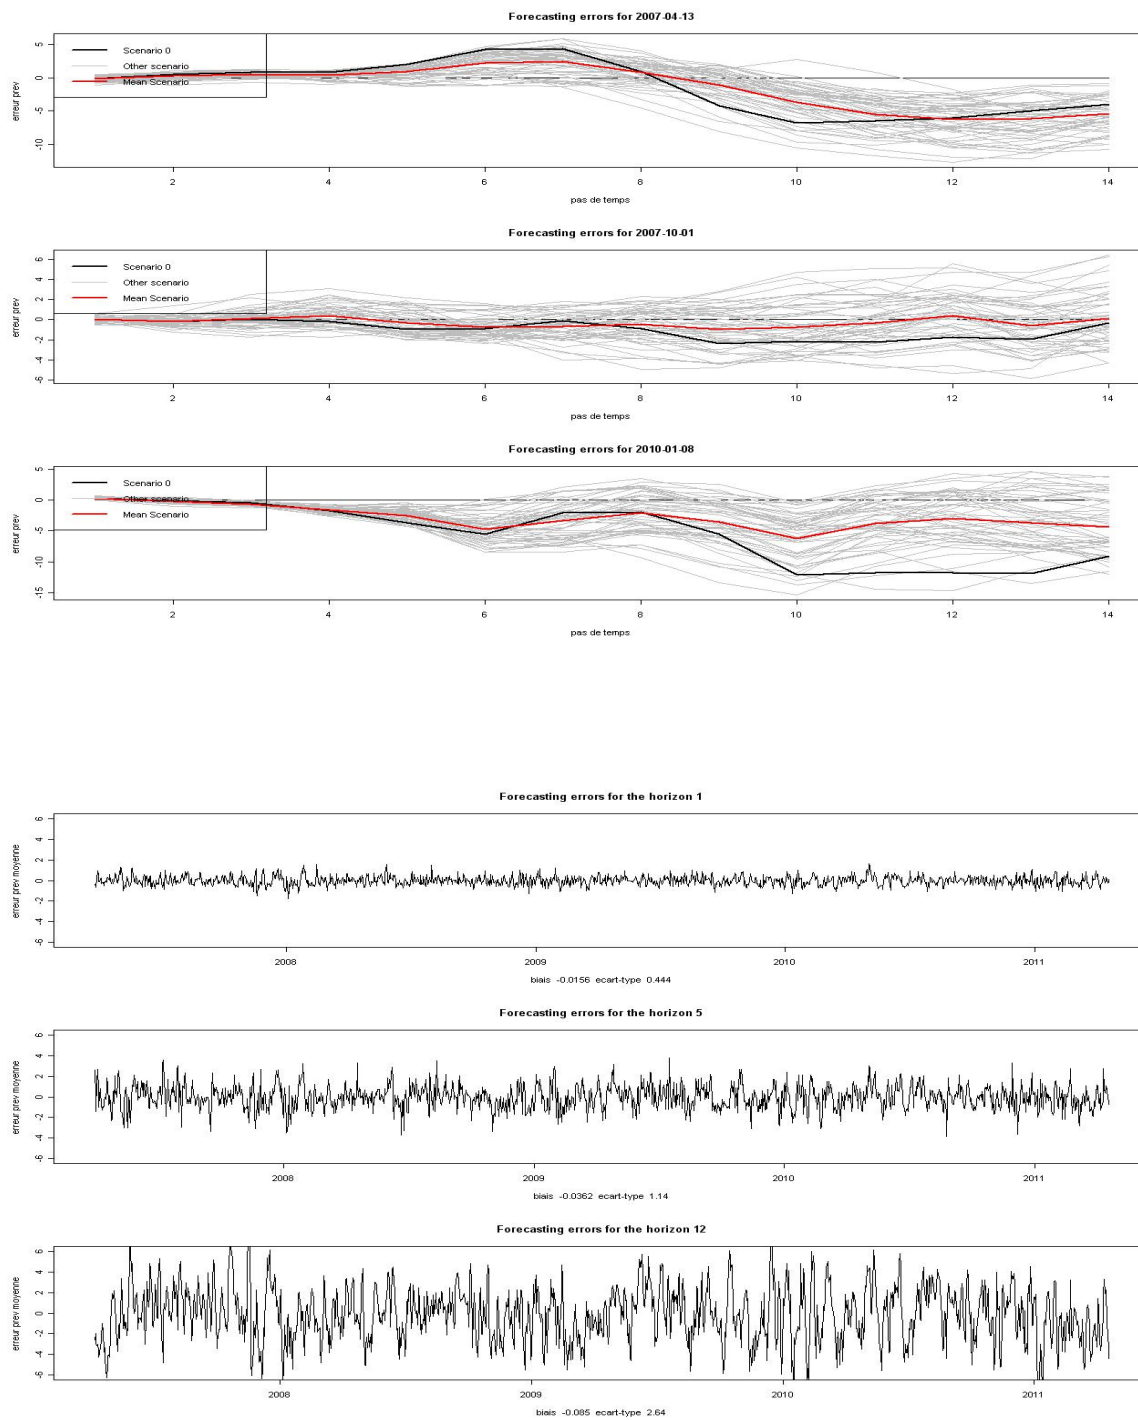 Forecasting errors for 2007-04-13
erreur prev
5
0
-5
-10
Scenario 0
Other scenario
Mean Scenario
2 4 6 8 10 12 14
pas de temps
Forecasting errors for 2007-10-01
erreur prev
6
4
2
0
-2
-4
-6
Scenario 0
Other scenario
Mean Scenario
2 4 6 8 10 12 14
pas de temps
Forecasting errors for 2010-01-08
erreur prev
5
0
-5
-10
-15
Scenario 0
Other scenario
Mean Scenario
2 4 6 8 10 12 14
pas de temps
Forecasting errors for the horizon 1
erreur prev moyenne
6
4
2
0
-2
-4
-6
2008 2009 2010 2011
biais -0.0156 ecart-type 0.444
Forecasting errors for the horizon 5
erreur prev moyenne
6
4
2
0
-2
-4
-6
2008 2009 2010 2011
biais -0.0362 ecart-type 1.14
Forecasting errors for the horizon 12
erreur prev moyenne
6
4
2
0
-2
-4
-6
2008 2009 2010 2011
biais -0.085 ecart-type 2.64